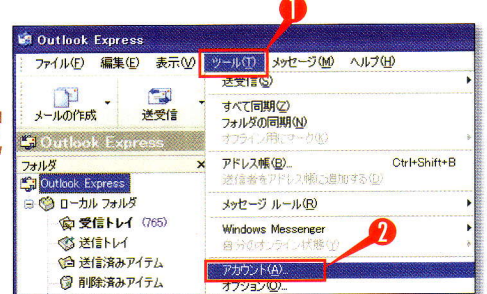 1
Outlook Express
ファイル(F) 編集(E) 表示(V) ツール(T) メッセージ(M) ヘルプ(H)
メールの作成 送受信
Outlook Express
フォルダ ×
Outlook Express
ローカル フォルダ
受信トレイ (765)
送信トレイ
送信済みアイテム
削除済みアイテム
送受信(S)
すべて同期(Z)
フォルダの同期(N)
オフライン用にマーク(K)
アドレス帳(B)... Ctrl+Shift+B
送信者をアドレス帳に追加する(D)
メッセージ ルール(R)
Windows Messenger
自分のオンライン状態(Y)
2
アカウント(A)...
オプション(O)...